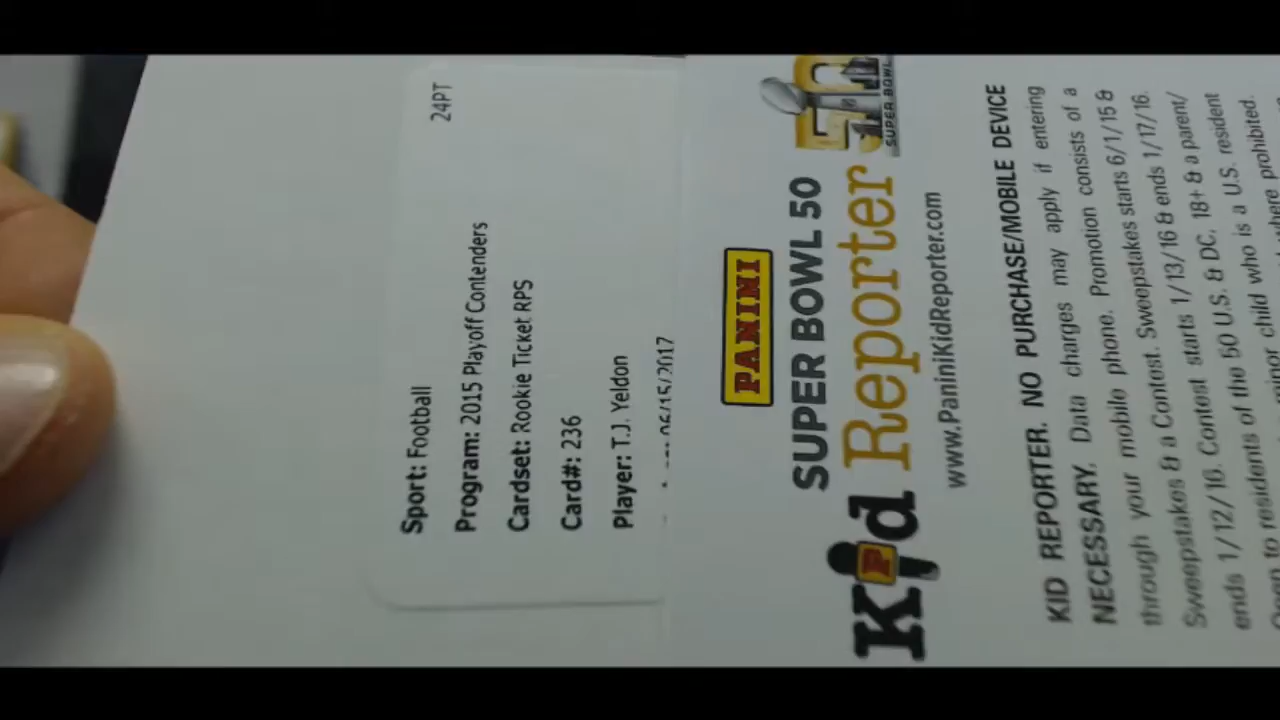 24PT
Sport: Football
Program: 2015 Playoff Contenders
Cardset: Rookie Ticket RPS
Card#: 236
Player: T.J. Yeldon
06/15/2017
PANINI
SUPER BOWL 50
Kid Reporter
50
SUPER BOWL
www.PaniniKidReporter.com
KID REPORTER. NO PURCHASE/MOBILE DEVICE
NECESSARY. Data charges may apply if entering
through your mobile phone. Promotion consists of a
Sweepstakes & a Contest. Sweepstakes starts 6/1/15 &
ends 1/12/16. Contest starts 1/13/16 & ends 1/17/16.
Open to residents of the 50 U.S. & DC, 18+ & a parent/
minor child who is a U.S. resident
where prohibited.